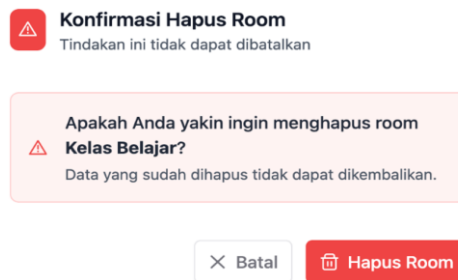 Konfirmasi Hapus Room
Tindakan ini tidak dapat dibatalkan
Apakah Anda yakin ingin menghapus room
Kelas Belajar?
Data yang sudah dihapus tidak dapat dikembalikan.
Batal
Hapus Room